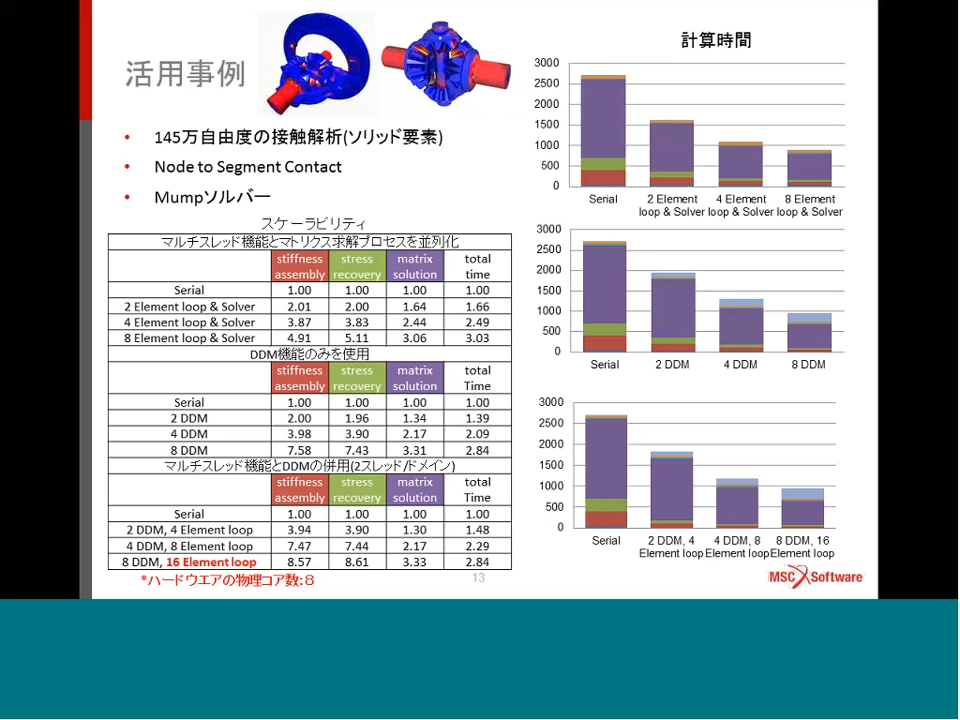 活用事例
• 145万自由度の接触解析(ソリッド要素)
• Node to Segment Contact
• Mumpソルバー
スケーラビリティ
マルチスレッド機能とマトリクス求解プロセスを並列化
stiffness assembly stress recovery matrix solution total time
Serial 1.00 1.00 1.00 1.00
2 Element loop & Solver 2.01 2.00 1.64 1.66
4 Element loop & Solver 3.87 3.83 2.44 2.49
8 Element loop & Solver 4.91 5.11 3.06 3.03
DDM機能のみを使用
stiffness assembly stress recovery matrix solution total Time
Serial 1.00 1.00 1.00 1.00
2 DDM 2.00 1.96 1.34 1.39
4 DDM 3.98 3.90 2.17 2.09
8 DDM 7.58 7.43 3.31 2.84
マルチスレッド機能とDDMの併用(2スレッド/ドメイン)
stiffness assembly stress recovery matrix solution total Time
Serial 1.00 1.00 1.00 1.00
2 DDM, 4 Element loop 3.94 3.90 1.30 1.48
4 DDM, 8 Element loop 7.47 7.44 2.17 2.29
8 DDM, 16 Element loop 8.57 8.61 3.33 2.84
*ハードウエアの物理コア数:8
13
計算時間
3000
2500
2000
1500
1000
500
0
Serial 2 Element loop & Solver 4 Element loop & Solver 8 Element loop & Solver
3000
2500
2000
1500
1000
500
0
Serial 2 DDM 4 DDM 8 DDM
3000
2500
2000
1500
1000
500
0
Serial 2 DDM, 4 Element loop 4 DDM, 8 Element loop 8 DDM, 16 Element loop
MSC Software